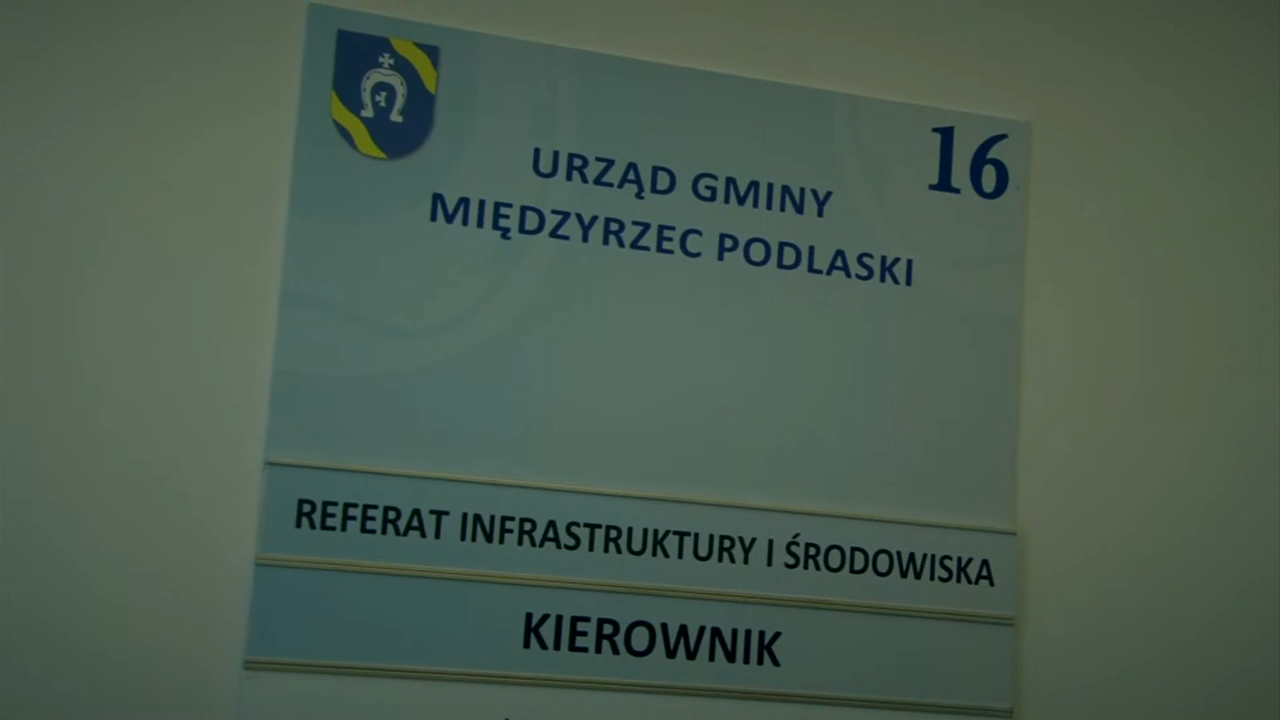 16
URZĄD GMINY
MIĘDZYRZEC PODLASKI
REFERAT INFRASTRUKTURY I ŚRODOWISKA
KIEROWNIK